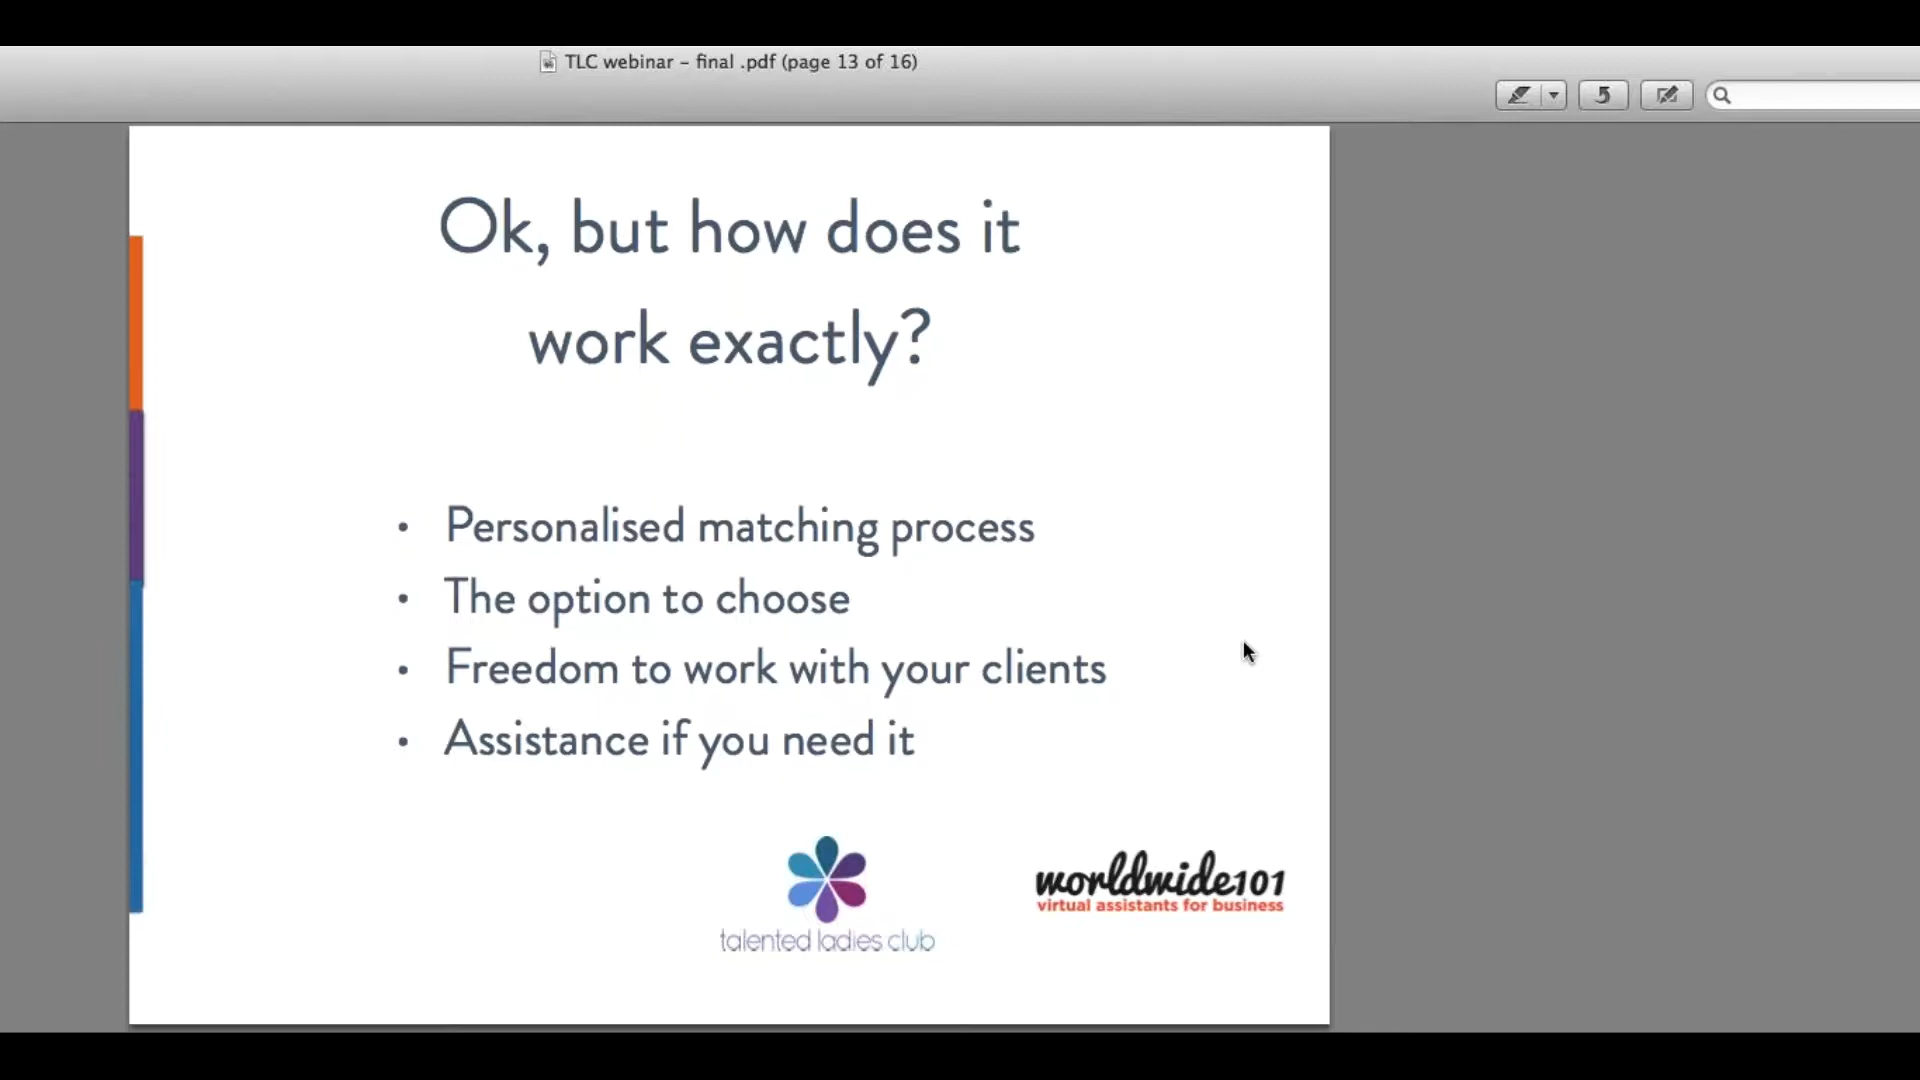 TLC webinar – final .pdf (page 13 of 16)
Ok, but how does it
work exactly?
• Personalised matching process
• The option to choose
• Freedom to work with your clients
• Assistance if you need it
talented ladies club
worldwide101
virtual assistants for business